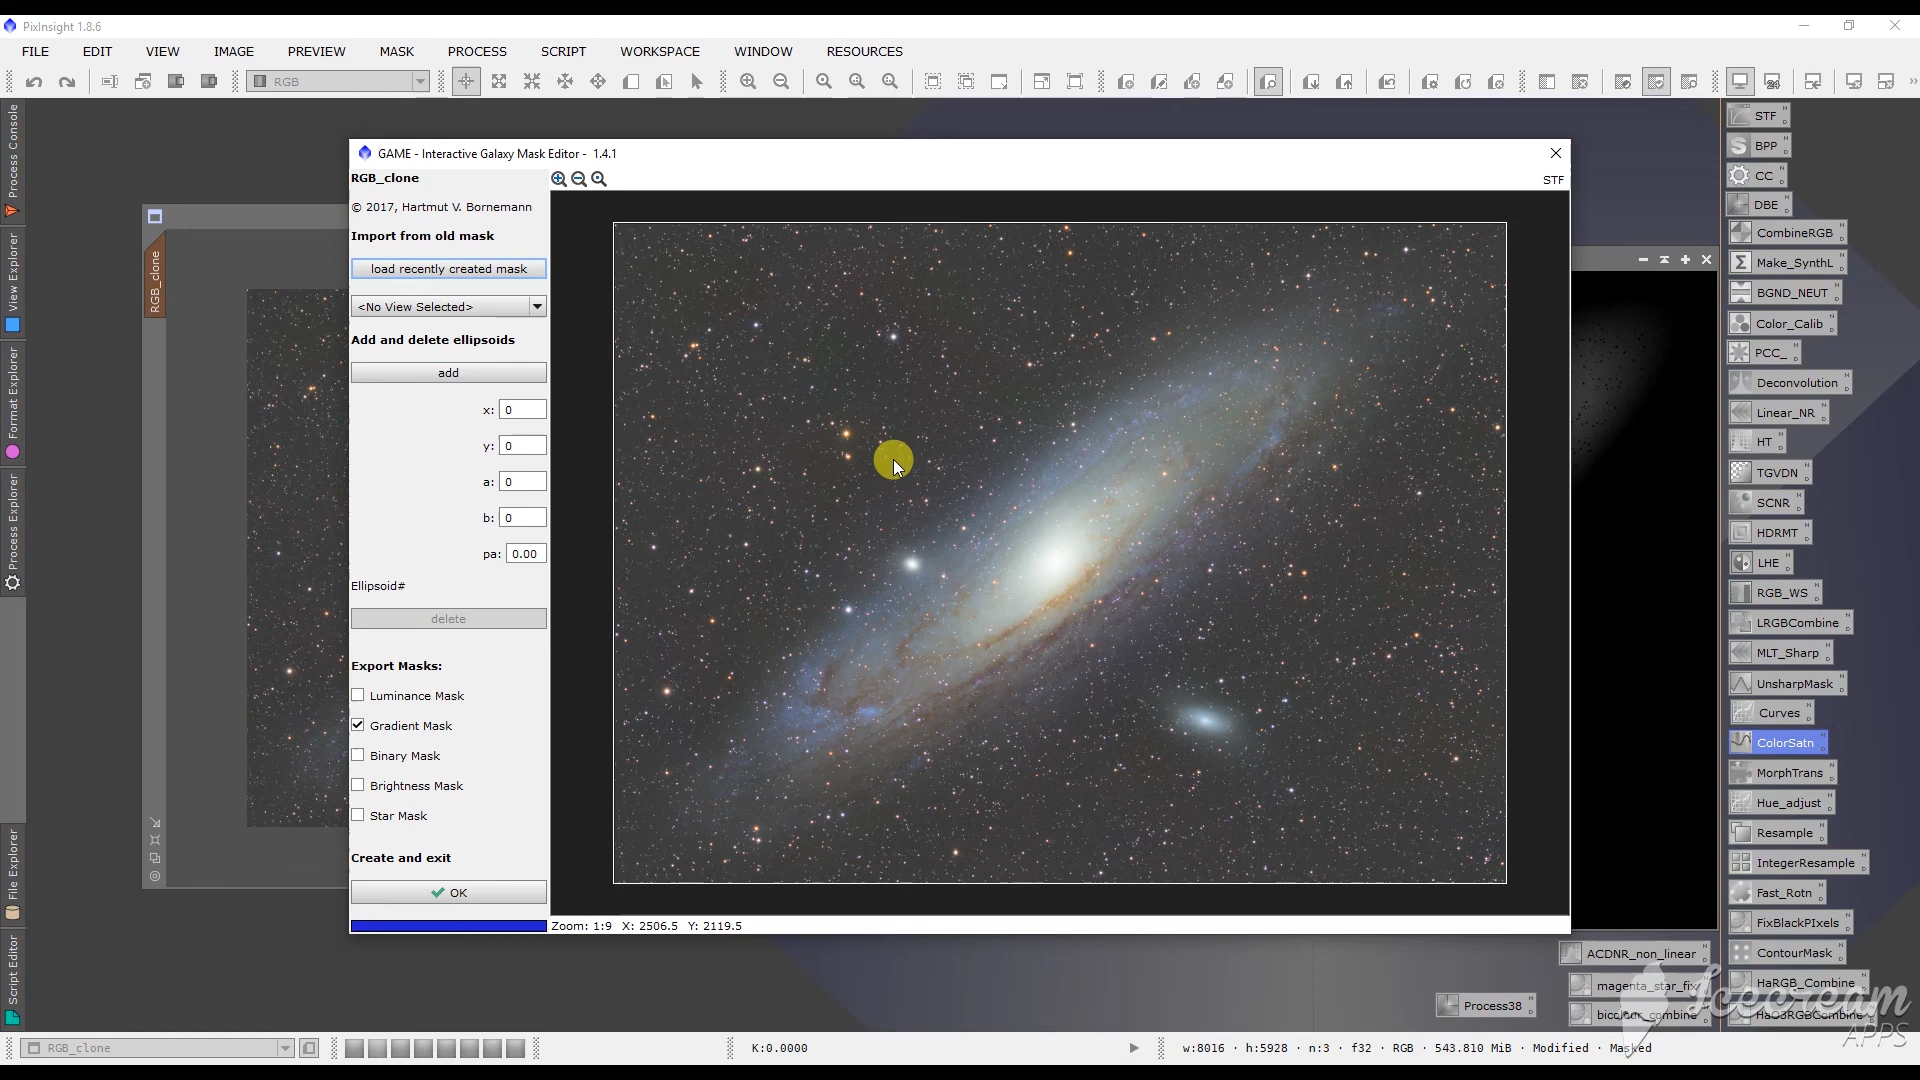 PixInsight 1.8.6
FILE EDIT VIEW IMAGE PREVIEW MASK PROCESS SCRIPT WORKSPACE WINDOW RESOURCES
RGB
Process Console
View Explorer
Format Explorer
Process Explorer
File Explorer
Script Editor
RGB_clone
GAME - Interactive Galaxy Mask Editor - 1.4.1
RGB_clone
STF
© 2017, Hartmut V. Bornemann
Import from old mask
load recently created mask
<No View Selected>
Add and delete ellipsoids
add
x: 0
y: 0
a: 0
b: 0
pa: 0.00
Ellipsoid#
delete
Export Masks:
Luminance Mask
Gradient Mask
Binary Mask
Brightness Mask
Star Mask
Create and exit
OK
Zoom: 1:9 X: 2506.5 Y: 2119.5
STF
BPP
CC
DBE
CombineRGB
Make_SynthL
BGND_NEUT
Color_Calib
PCC_
Deconvolution
Linear_NR
HT
TGVDN
SCNR
HDRMT
LHE
RGB_WS
LRGBCombine
MLT_Sharp
UnsharpMask
Curves
ColorSatn
MorphTrans
Hue_adjust
Resample
IntegerResample
Fast_Rotn
FixBlackPIxels
ContourMask
HaRGB_Combine
HaO3RGBCombine
ACDNR_non_linear
magenta_star_fix
bicolour_combine
Process38
Icecream
APPS
RGB_clone
K:0.0000
w:8016 · h:5928 · n:3 · f32 · RGB · 543.810 MiB · Modified · Masked